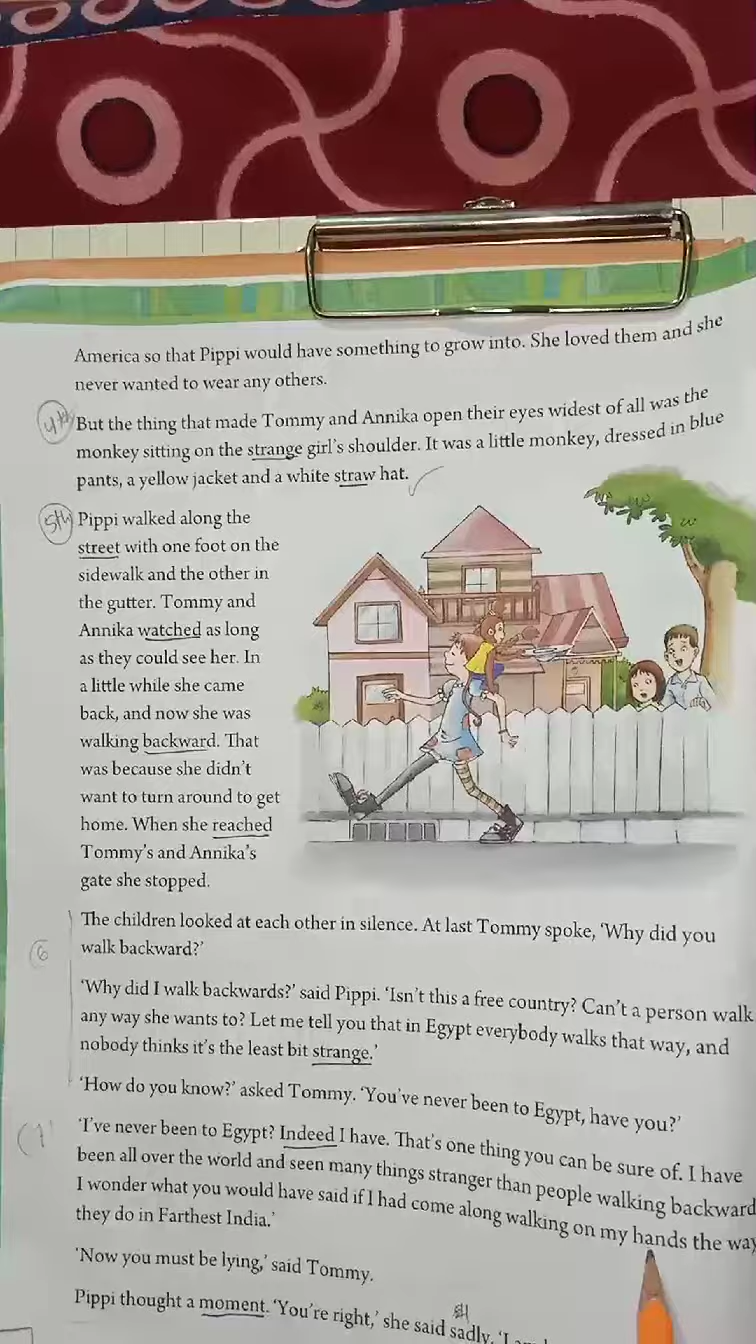 America so that Pippi would have something to grow into. She loved them and she
never wanted to wear any others.
4th
But the thing that made Tommy and Annika open their eyes widest of all was the
monkey sitting on the strange girl's shoulder. It was a little monkey, dressed in blue
pants, a yellow jacket and a white straw hat.
5th
Pippi walked along the
street with one foot on the
sidewalk and the other in
the gutter. Tommy and
Annika watched as long
as they could see her. In
a little while she came
back, and now she was
walking backward. That
was because she didn't
want to turn around to get
home. When she reached
Tommy's and Annika's
gate she stopped.
The children looked at each other in silence. At last Tommy spoke, 'Why did you
6
walk backward?'
'Why did I walk backwards?' said Pippi. 'Isn't this a free country? Can't a person walk
any way she wants to? Let me tell you that in Egypt everybody walks that way, and
nobody thinks it's the least bit strange.'
'How do you know?' asked Tommy. 'You've never been to Egypt, have you?'
'I've never been to Egypt? Indeed I have. That's one thing you can be sure of. I have
been all over the world and seen many things stranger than people walking backward
I wonder what you would have said if I had come along walking on my hands the way
they do in Farthest India.'
'Now you must be lying,' said Tommy.
Pippi thought a moment. 'You're right,' she said sadly. 'I